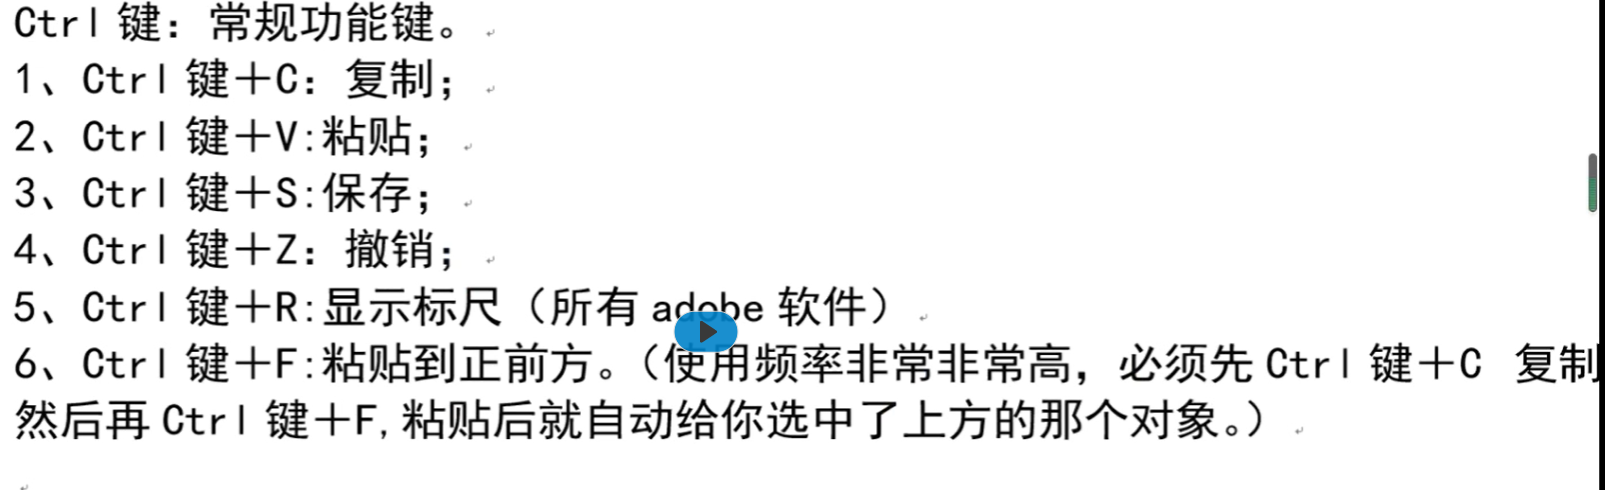 Ctrl 键：常规功能键。
1、Ctrl 键＋C：复制；
2、Ctrl 键＋V:粘贴；
3、Ctrl 键＋S:保存；
4、Ctrl 键＋Z：撤销；
5、Ctrl 键＋R:显示标尺（所有 adobe 软件）
6、Ctrl 键＋F:粘贴到正前方。（使用频率非常非常高，必须先 Ctrl 键＋C 复制
然后再 Ctrl 键＋F,粘贴后就自动给你选中了上方的那个对象。）